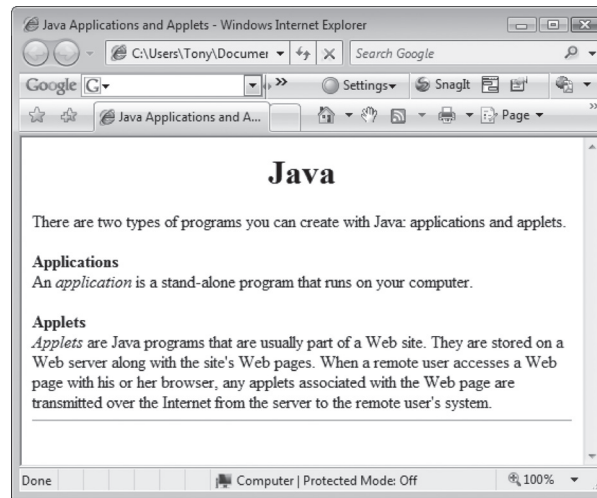 Java Applications and Applets - Windows Internet Explorer
C:\Users\Tony\Documer Search Google
Google G Settings SnagIt
Java Applications and A... Page
Java
There are two types of programs you can create with Java: applications and applets.
Applications
An application is a stand-alone program that runs on your computer.
Applets
Applets are Java programs that are usually part of a Web site. They are stored on a
Web server along with the site's Web pages. When a remote user accesses a Web
page with his or her browser, any applets associated with the Web page are
transmitted over the Internet from the server to the remote user's system.
Done Computer | Protected Mode: Off 100%